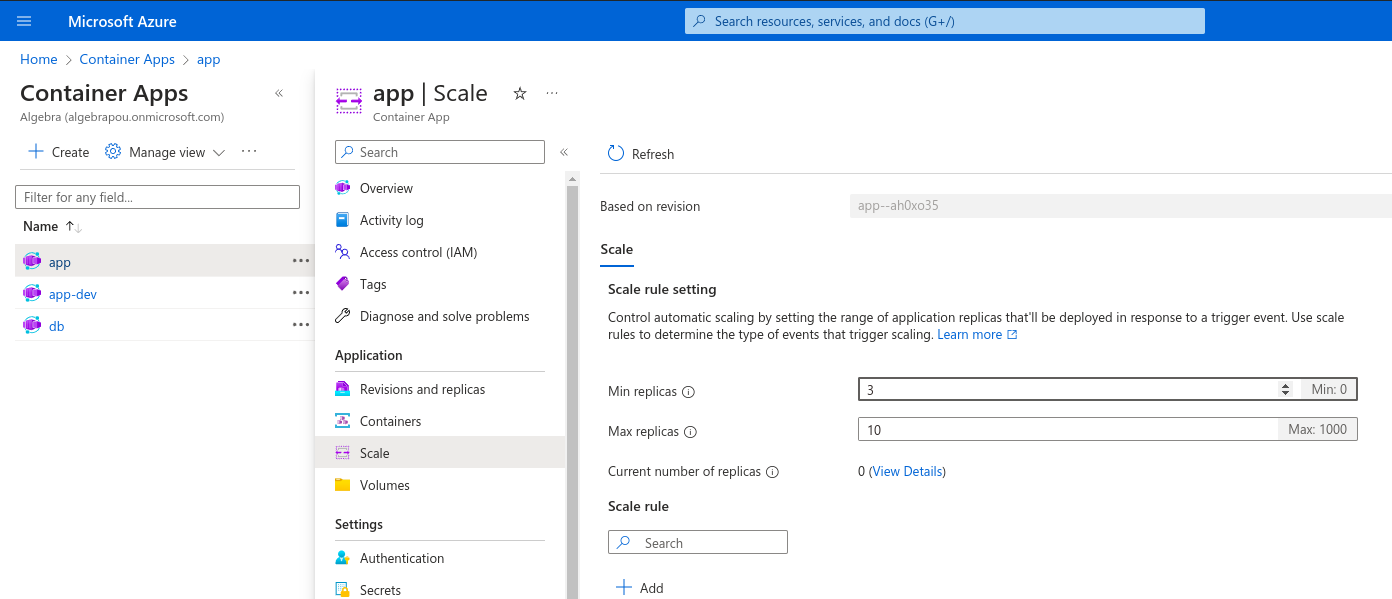 Microsoft Azure
Search resources, services, and docs (G+/)
Home > Container Apps > app
Container Apps
Algebra (algebrapou.onmicrosoft.com)
Create
Manage view
Filter for any field...
Name
app
app-dev
db
app | Scale
Container App
Search
Overview
Activity log
Access control (IAM)
Tags
Diagnose and solve problems
Application
Revisions and replicas
Containers
Scale
Volumes
Settings
Authentication
Secrets
Refresh
Based on revision
app--ah0xo35
Scale
Scale rule setting
Control automatic scaling by setting the range of application replicas that'll be deployed in response to a trigger event. Use scale
rules to determine the type of events that trigger scaling. Learn more
Min replicas
3
Min: 0
Max replicas
10
Max: 1000
Current number of replicas
0 (View Details)
Scale rule
Search
Add